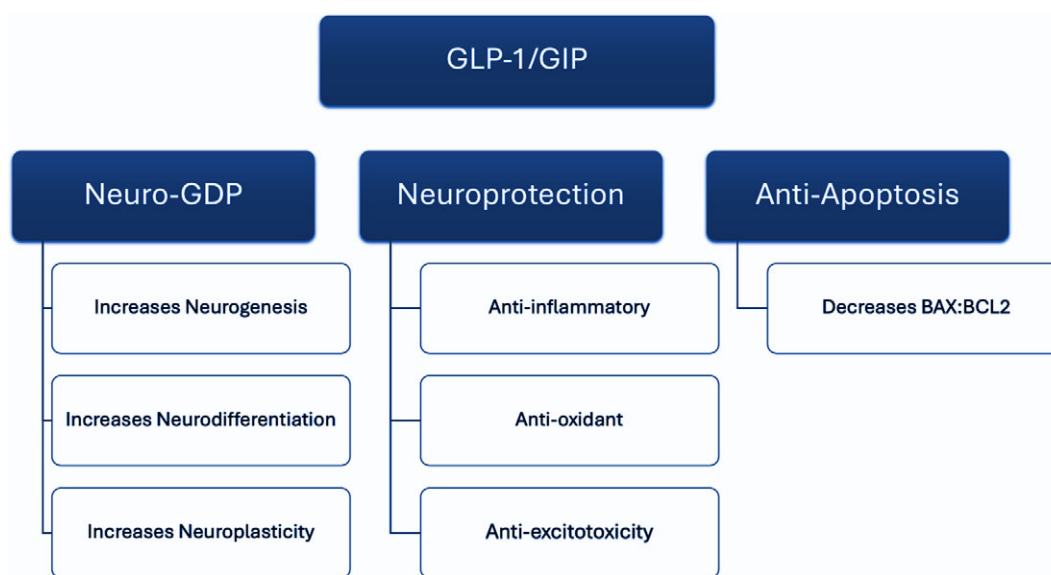 GLP-1/GIP
Neuro-GDP
Increases Neurogenesis
Increases Neurodifferentiation
Increases Neuroplasticity
Neuroprotection
Anti-inflammatory
Anti-oxidant
Anti-excitotoxicity
Anti-Apoptosis
Decreases BAX:BCL2